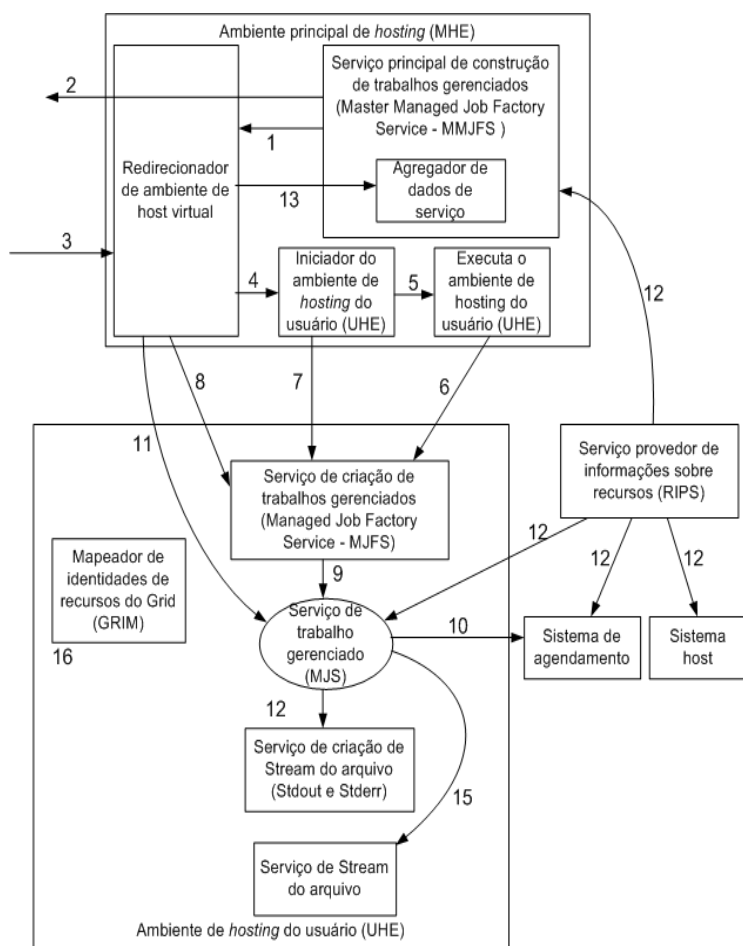 Ambiente principal de hosting (MHE)
2
Serviço principal de construção
de trabalhos gerenciados
(Master Managed Job Factory
Service - MMJFS )
1
Redirecionador
de ambiente de
host virtual
Agregador de
dados de
serviço
13
3
Iniciador do
ambiente de
hosting do
usuário (UHE)
4
5
Executa o
ambiente de
hosting do
usuário (UHE)
12
8
7
6
11
Serviço provedor de
informações sobre
recursos (RIPS)
Serviço de criação de
trabalhos gerenciados
(Managed Job Factory
Service - MJFS)
Mapeador de
identidades de
recursos do Grid
(GRIM)
16
9
12
12
12
Serviço de
trabalho
gerenciado
(MJS)
10
Sistema de
agendamento
Sistema
host
12
Serviço de criação de
Stream do arquivo
(Stdout e Stderr)
15
Serviço de Stream
do arquivo
Ambiente de hosting do usuário (UHE)